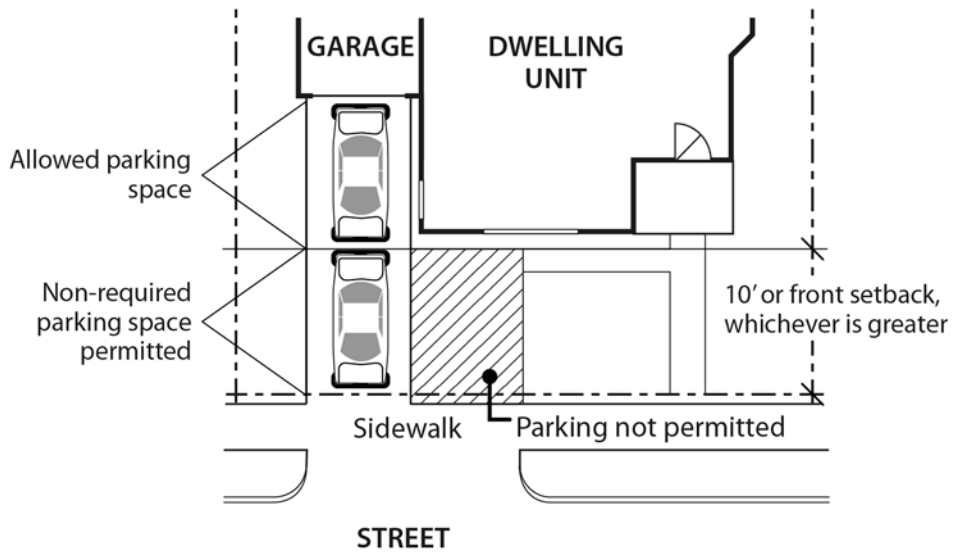 GARAGE
DWELLING
UNIT
Allowed parking
space
Non-required
parking space
permitted
10’ or front setback,
whichever is greater
Sidewalk
Parking not permitted
STREET